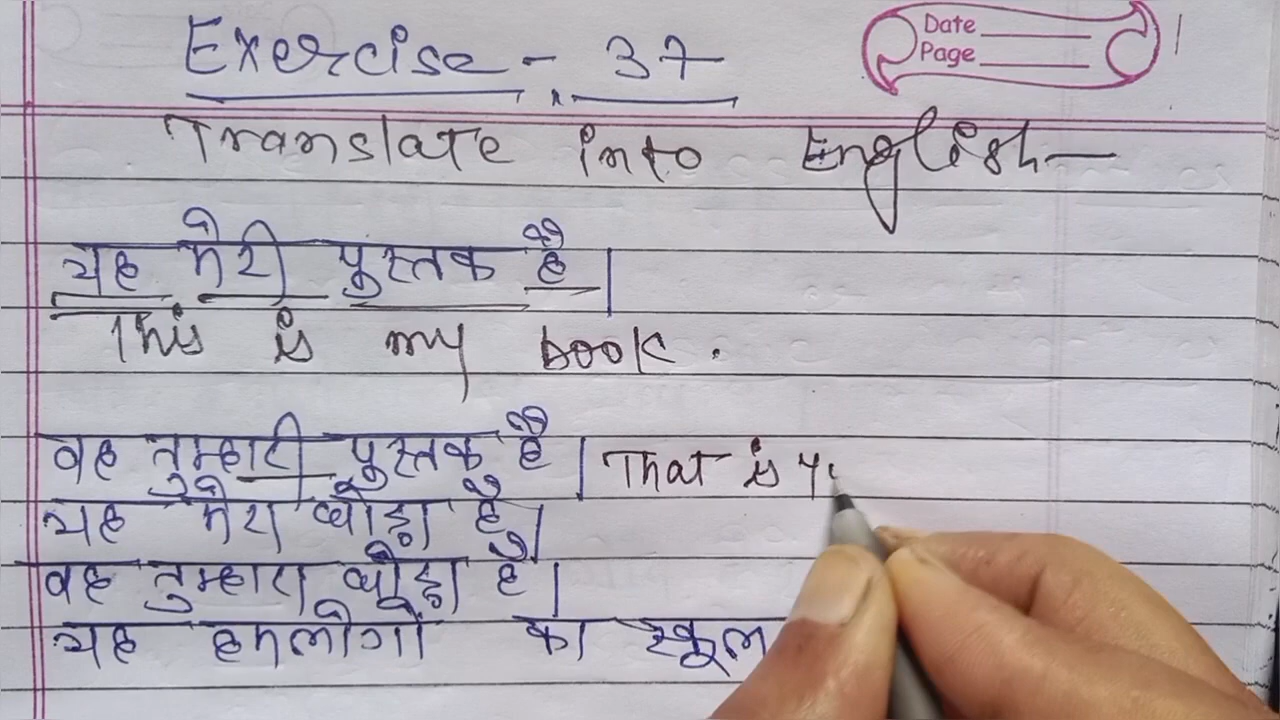 Exercise - 37
Date
Page
Translate into English—
यह मेरी पुस्तक है।
This is my book.
वह तुम्हारी पुस्तक है। That is y
यह मेरा घोड़ा है।
वह तुम्हारा घोड़ा है।
यह हमलोगों का स्कूल